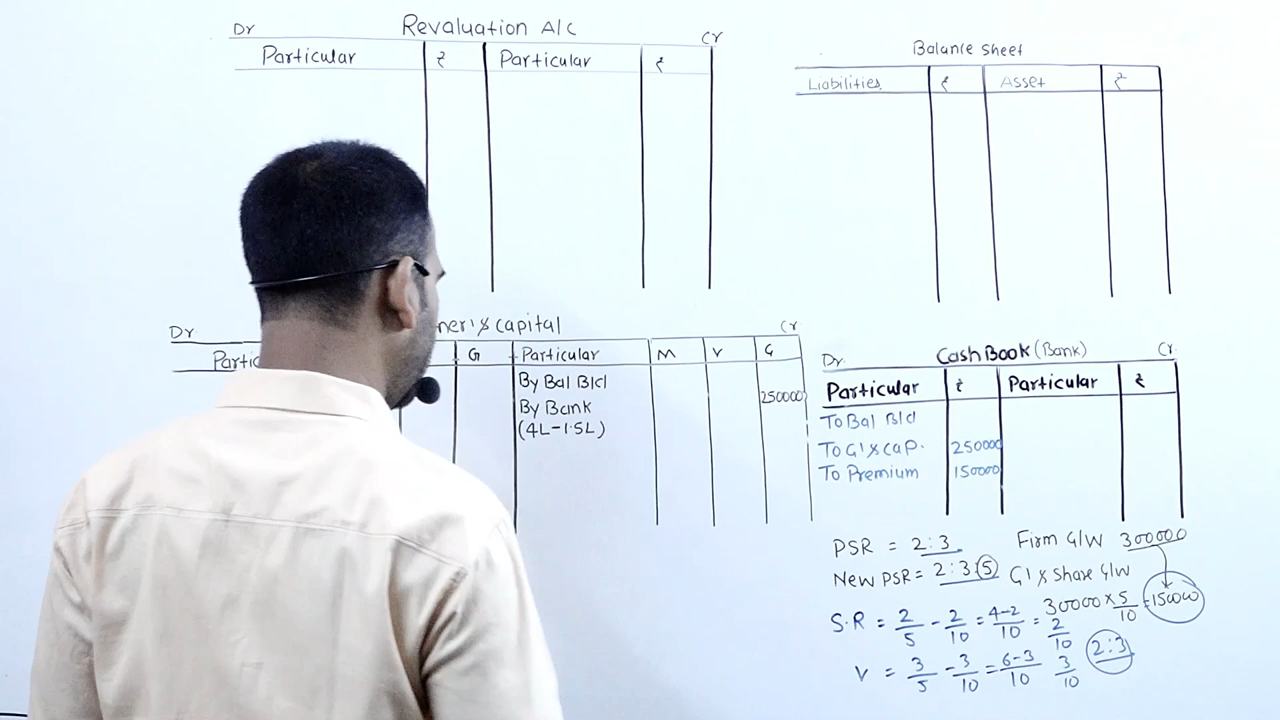 Dr Revaluation A/C Cr
Particular ₹ Particular ₹
Balance Sheet
Liabilities ₹ Asset ₹
Dr. ner's capital Cr
Partic G Particular M V G
By Bal B/d
By Bank 250000
(4L-1.5L)
Dr. CashBook (Bank) Cr.
Particular ₹ Particular ₹
To Bal B/d
To G's cap. 250000
To Premium 150000
PSR = 2:3
New PSR = 2:3:5
S.R = 2/5 - 2/10 = 4-2/10 = 2/10
V = 3/5 - 3/10 = 6-3/10 3/10
2:3
Firm G/W 300000
G's Share G/W
30000 × 5/10 = 150000